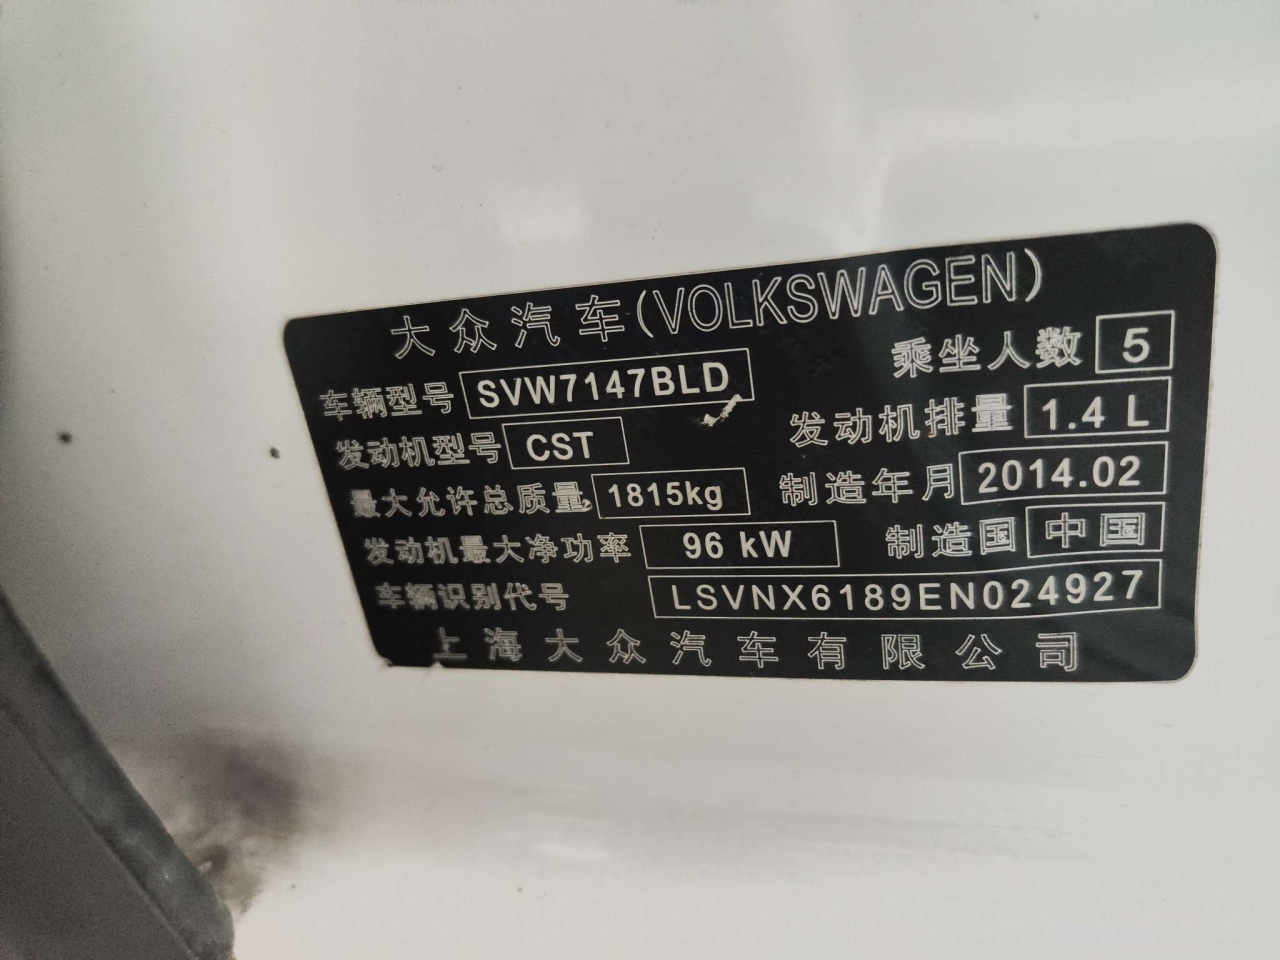 大众汽车(VOLKSWAGEN)
车辆型号 SVW7147BLD 乘坐人数 5
发动机型号 CST 发动机排量 1.4 L
最大允许总质量 1815kg 制造年月 2014.02
发动机最大净功率 96 kW 制造国 中国
车辆识别代号 LSVNX6189EN024927
上海大众汽车有限公司